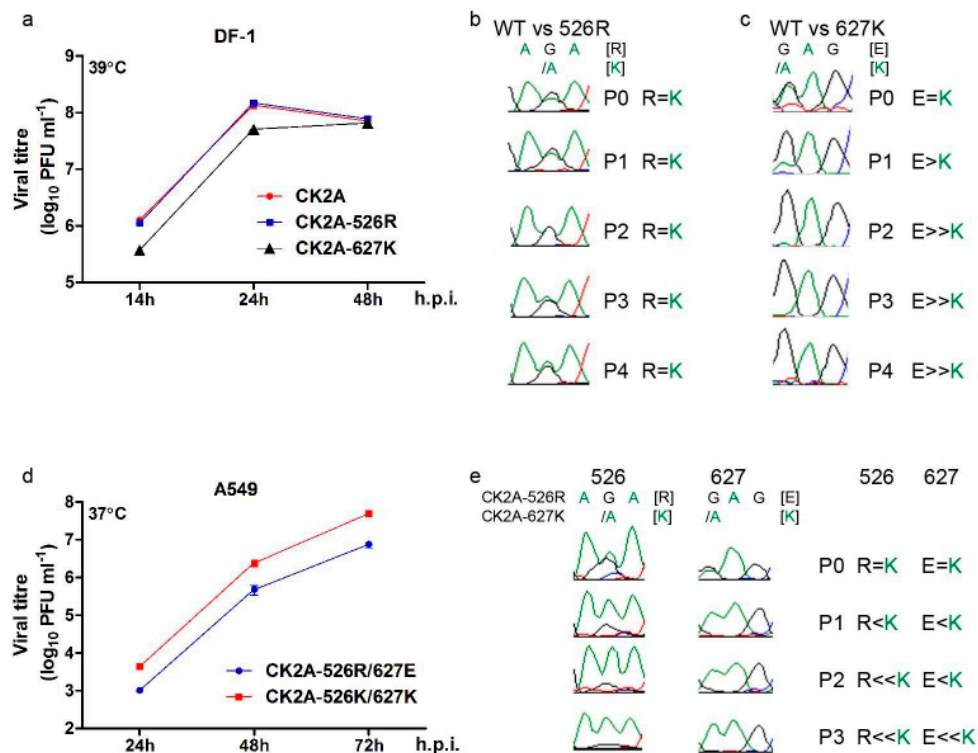 a
DF-1
39°C
Viral titre
(log10 PFU ml-1)
9
8
7
6
5
CK2A
CK2A-526R
CK2A-627K
14h 24h 48h h.p.i.
b
WT vs 526R
A G A [R]
/A [K]
P0 R=K
P1 R=K
P2 R=K
P3 R=K
P4 R=K
c
WT vs 627K
G A G [E]
/A [K]
P0 E=K
P1 E>K
P2 E>>K
P3 E>>K
P4 E>>K
d
A549
37°C
Viral titre
(log10 PFU ml-1)
8
7
6
5
4
3
2
CK2A-526R/627E
CK2A-526K/627K
24h 48h 72h h.p.i.
e
526 627 526 627
CK2A-526R A G A [R] G A G [E]
CK2A-627K /A [K] /A [K]
P0 R=K E=K
P1 R<K E<K
P2 R<<K E<K
P3 R<<K E<<K